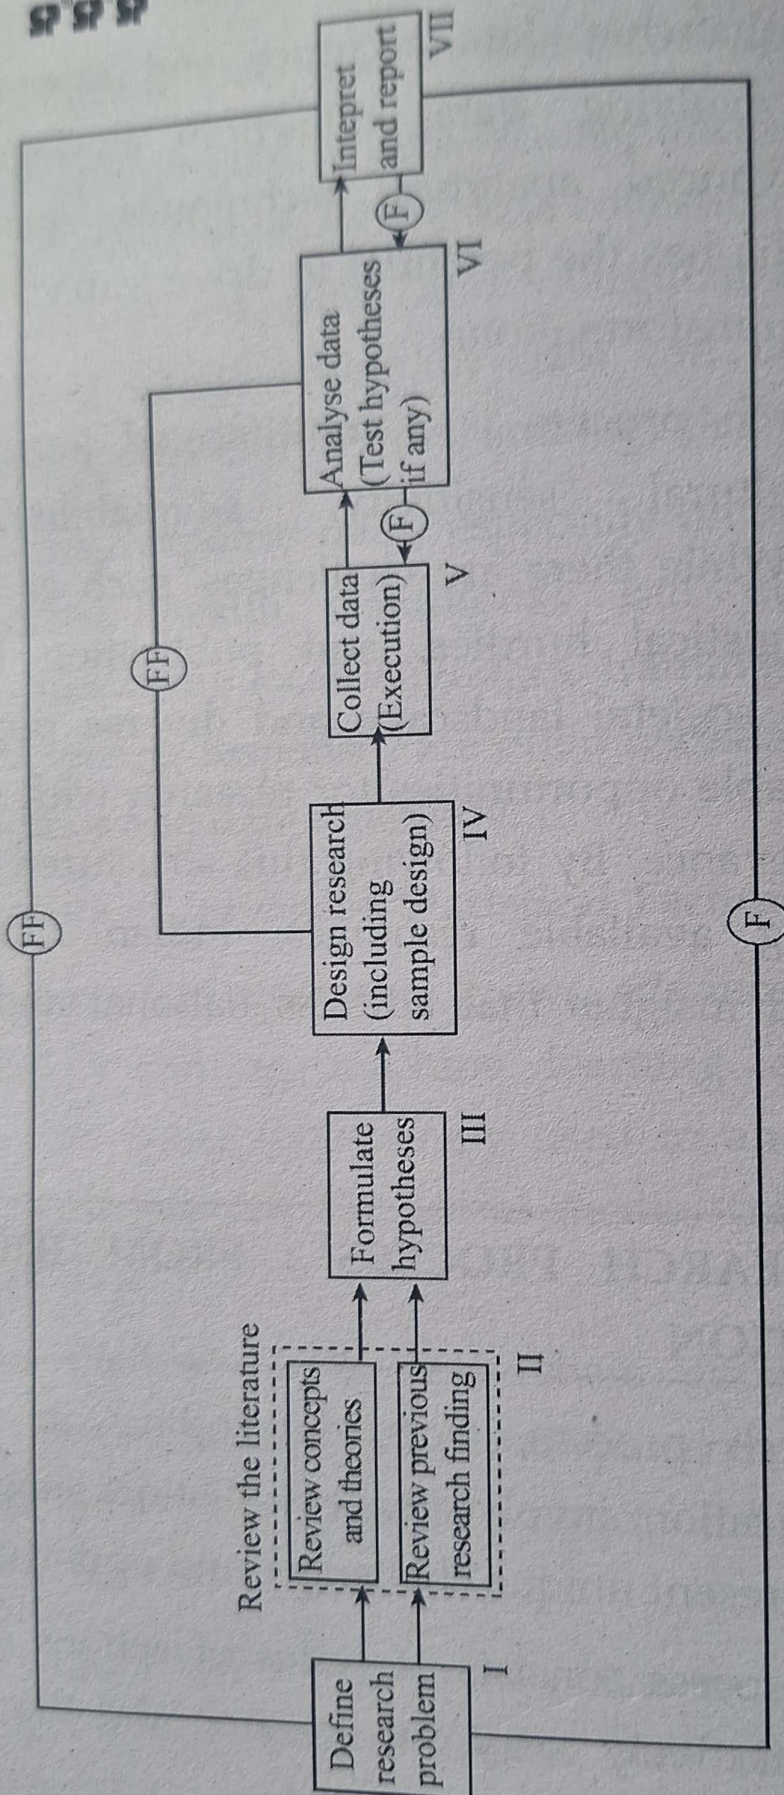 FF
FF
Review the literature
Define
research
problem
I
Review concepts
and theories
Review previous
research finding
II
Formulate
hypotheses
III
Design research
(including
sample design)
IV
Collect data
(Execution)
V
F
Analyse data
(Test hypotheses
if any)
VI
F
Intepret
and report
VII
F